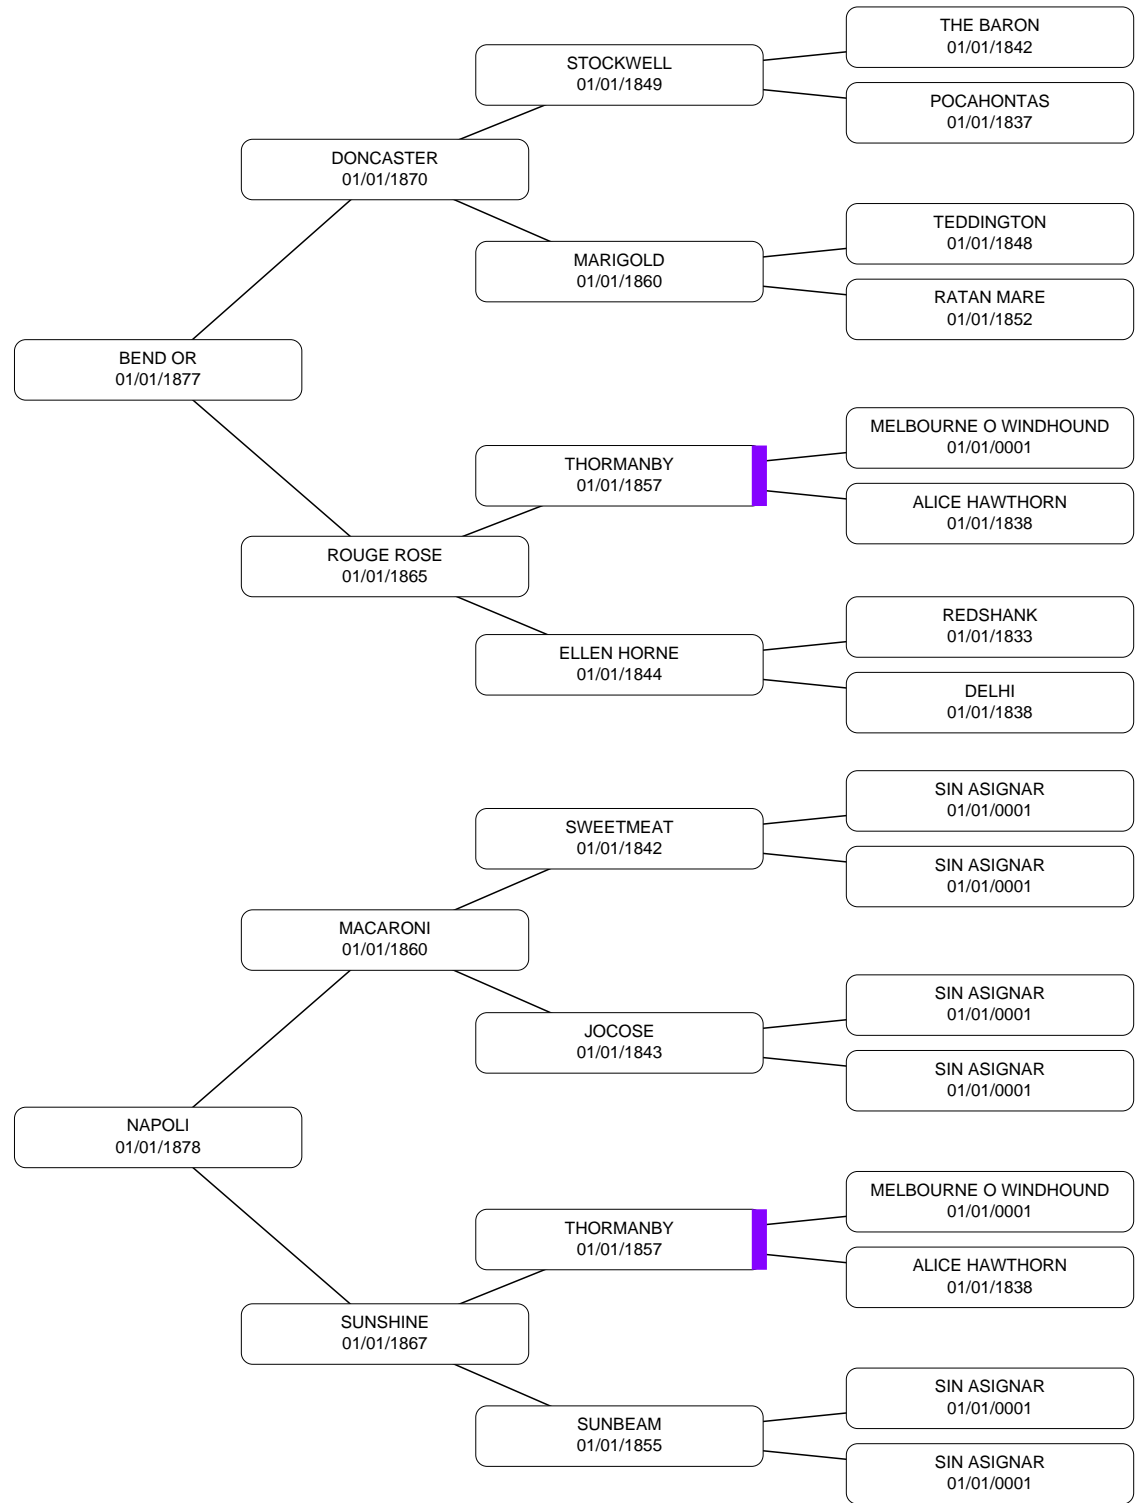 THE BARON
01/01/1842
STOCKWELL
01/01/1849
POCAHONTAS
01/01/1837
DONCASTER
01/01/1870
TEDDINGTON
01/01/1848
MARIGOLD
01/01/1860
RATAN MARE
01/01/1852
BEND OR
01/01/1877
MELBOURNE O WINDHOUND
01/01/0001
THORMANBY
01/01/1857
ALICE HAWTHORN
01/01/1838
ROUGE ROSE
01/01/1865
REDSHANK
01/01/1833
ELLEN HORNE
01/01/1844
DELHI
01/01/1838
SIN ASIGNAR
01/01/0001
SWEETMEAT
01/01/1842
SIN ASIGNAR
01/01/0001
MACARONI
01/01/1860
SIN ASIGNAR
01/01/0001
JOCOSE
01/01/1843
SIN ASIGNAR
01/01/0001
NAPOLI
01/01/1878
MELBOURNE O WINDHOUND
01/01/0001
THORMANBY
01/01/1857
ALICE HAWTHORN
01/01/1838
SUNSHINE
01/01/1867
SIN ASIGNAR
01/01/0001
SUNBEAM
01/01/1855
SIN ASIGNAR
01/01/0001